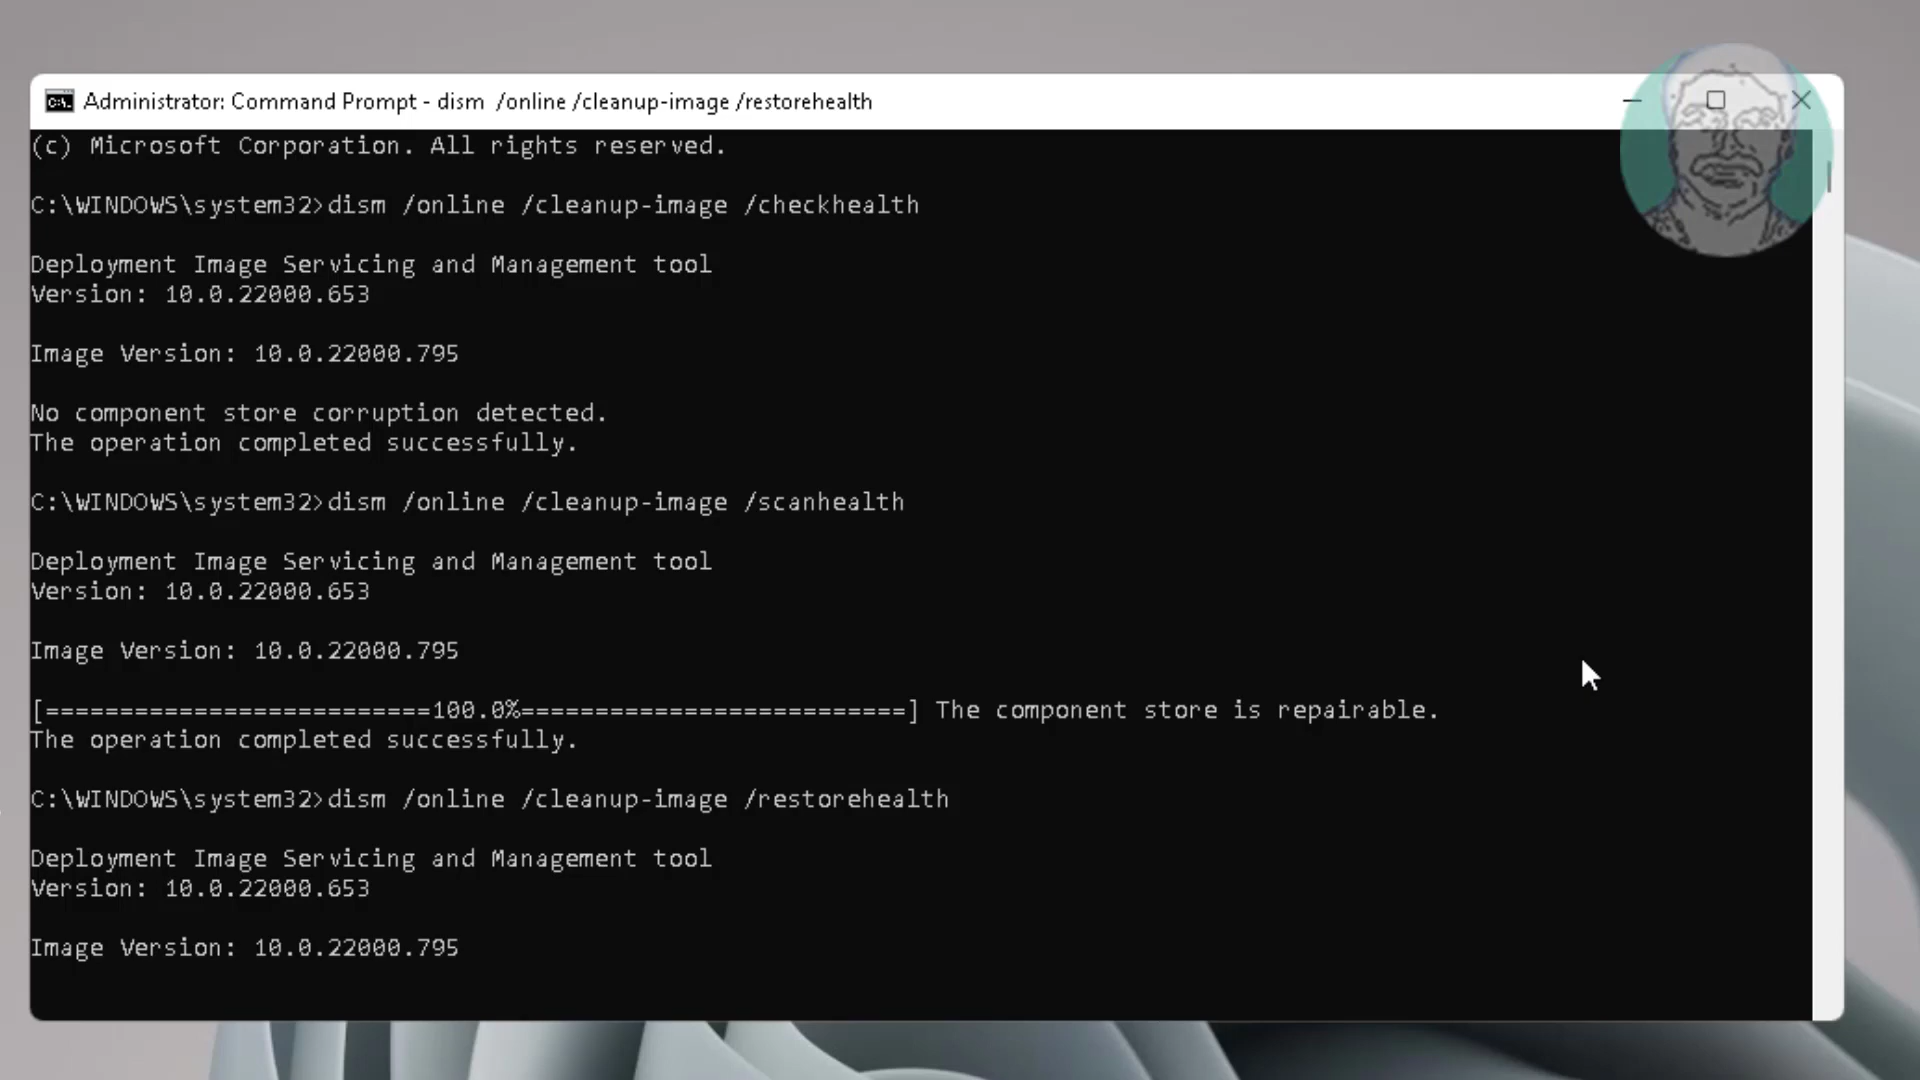 Administrator: Command Prompt - dism  /online /cleanup-image /restorehealth
(c) Microsoft Corporation. All rights reserved.
C:\WINDOWS\system32>dism /online /cleanup-image /checkhealth
Deployment Image Servicing and Management tool
Version: 10.0.22000.653
Image Version: 10.0.22000.795
No component store corruption detected.
The operation completed successfully.
C:\WINDOWS\system32>dism /online /cleanup-image /scanhealth
Deployment Image Servicing and Management tool
Version: 10.0.22000.653
Image Version: 10.0.22000.795
[==========================100.0%==========================] The component store is repairable.
The operation completed successfully.
C:\WINDOWS\system32>dism /online /cleanup-image /restorehealth
Deployment Image Servicing and Management tool
Version: 10.0.22000.653
Image Version: 10.0.22000.795